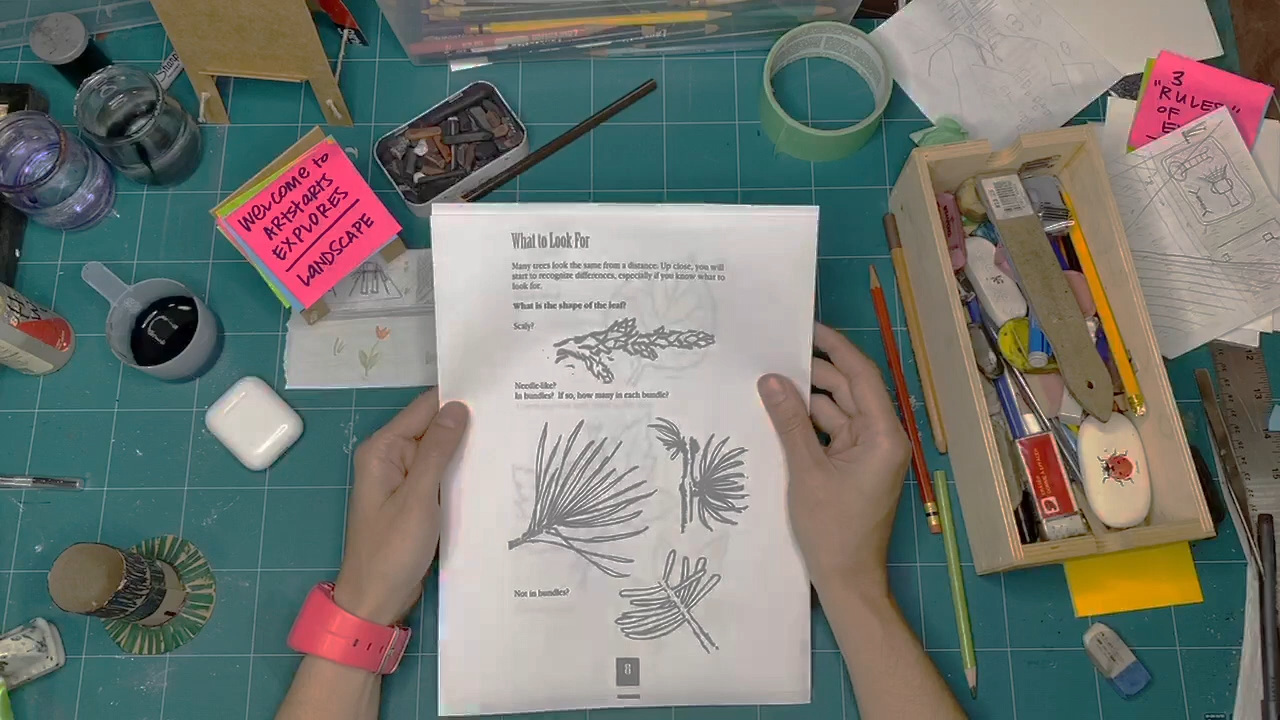 Welcome to
ArtStarts
EXPLORES
LANDSCAPE
3
"RULES"
OF
What to Look For
Many trees look the same from a distance. Up close, you will
start to recognize differences, especially if you know what to
look for.
What is the shape of the leaf?
Scaly?
Needle-like?
In bundles? If so, how many in each bundle?
Not in bundles?
8